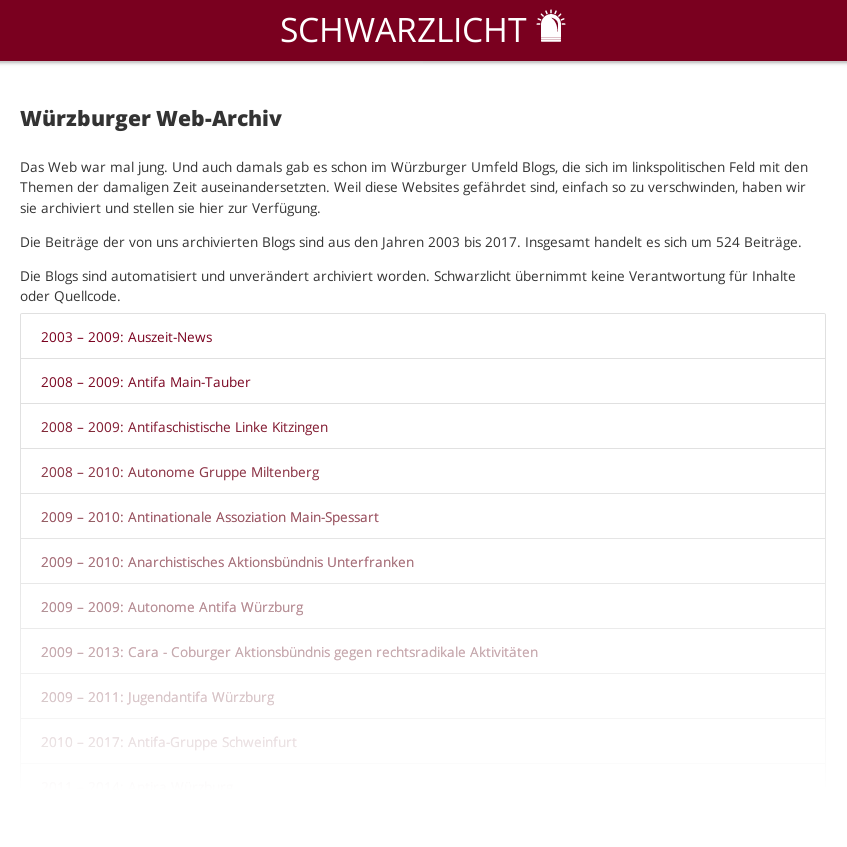 SCHWARZLICHT
Würzburger Web-Archiv
Das Web war mal jung. Und auch damals gab es schon im Würzburger Umfeld Blogs, die sich im linkspolitischen Feld mit den
Themen der damaligen Zeit auseinandersetzten. Weil diese Websites gefährdet sind, einfach so zu verschwinden, haben wir
sie archiviert und stellen sie hier zur Verfügung.
Die Beiträge der von uns archivierten Blogs sind aus den Jahren 2003 bis 2017. Insgesamt handelt es sich um 524 Beiträge.
Die Blogs sind automatisiert und unverändert archiviert worden. Schwarzlicht übernimmt keine Verantwortung für Inhalte
oder Quellcode.
2003 – 2009: Auszeit-News
2008 – 2009: Antifa Main-Tauber
2008 – 2009: Antifaschistische Linke Kitzingen
2008 – 2010: Autonome Gruppe Miltenberg
2009 – 2010: Antinationale Assoziation Main-Spessart
2009 – 2010: Anarchistisches Aktionsbündnis Unterfranken
2009 – 2009: Autonome Antifa Würzburg
2009 – 2013: Cara - Coburger Aktionsbündnis gegen rechtsradikale Aktivitäten
2009 – 2011: Jugendantifa Würzburg
2010 – 2017: Antifa-Gruppe Schweinfurt